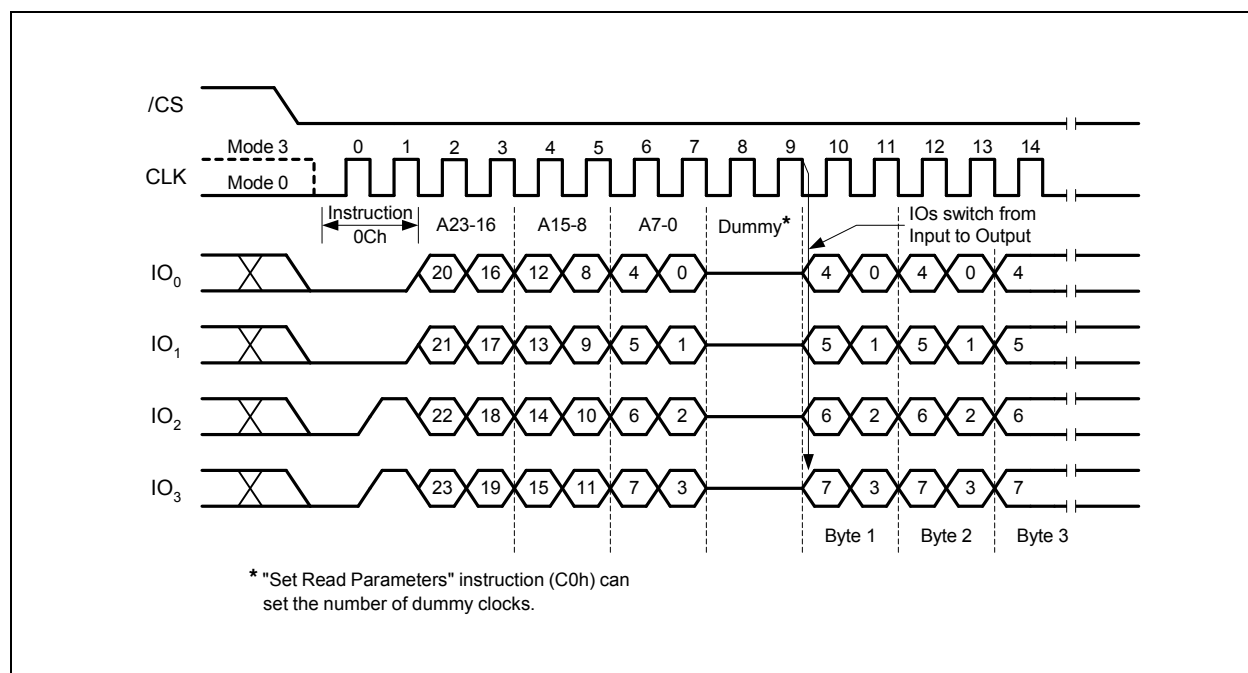 /CS
Mode 3 0 1 2 3 4 5 6 7 8 9 10 11 12 13 14
CLK
Mode 0
Instruction
0Ch
A23-16 A15-8 A7-0 Dummy*
IOs switch from
Input to Output
IO0 20 16 12 8 4 0 4 0 4 0 4
IO1 21 17 13 9 5 1 5 1 5 1 5
IO2 22 18 14 10 6 2 6 2 6 2 6
IO3 23 19 15 11 7 3 7 3 7 3 7
Byte 1 Byte 2 Byte 3
* "Set Read Parameters" instruction (C0h) can
set the number of dummy clocks.